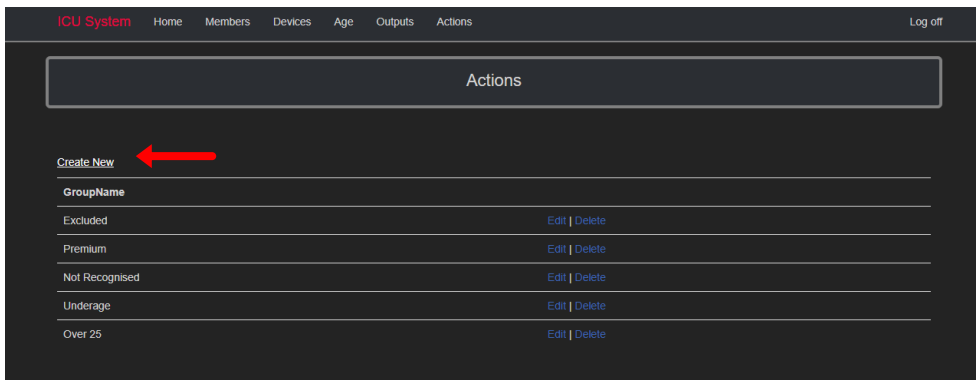 ICU System Home Members Devices Age Outputs Actions Log off
Actions
Create New
GroupName
Excluded Edit | Delete
Premium Edit | Delete
Not Recognised Edit | Delete
Underage Edit | Delete
Over 25 Edit | Delete